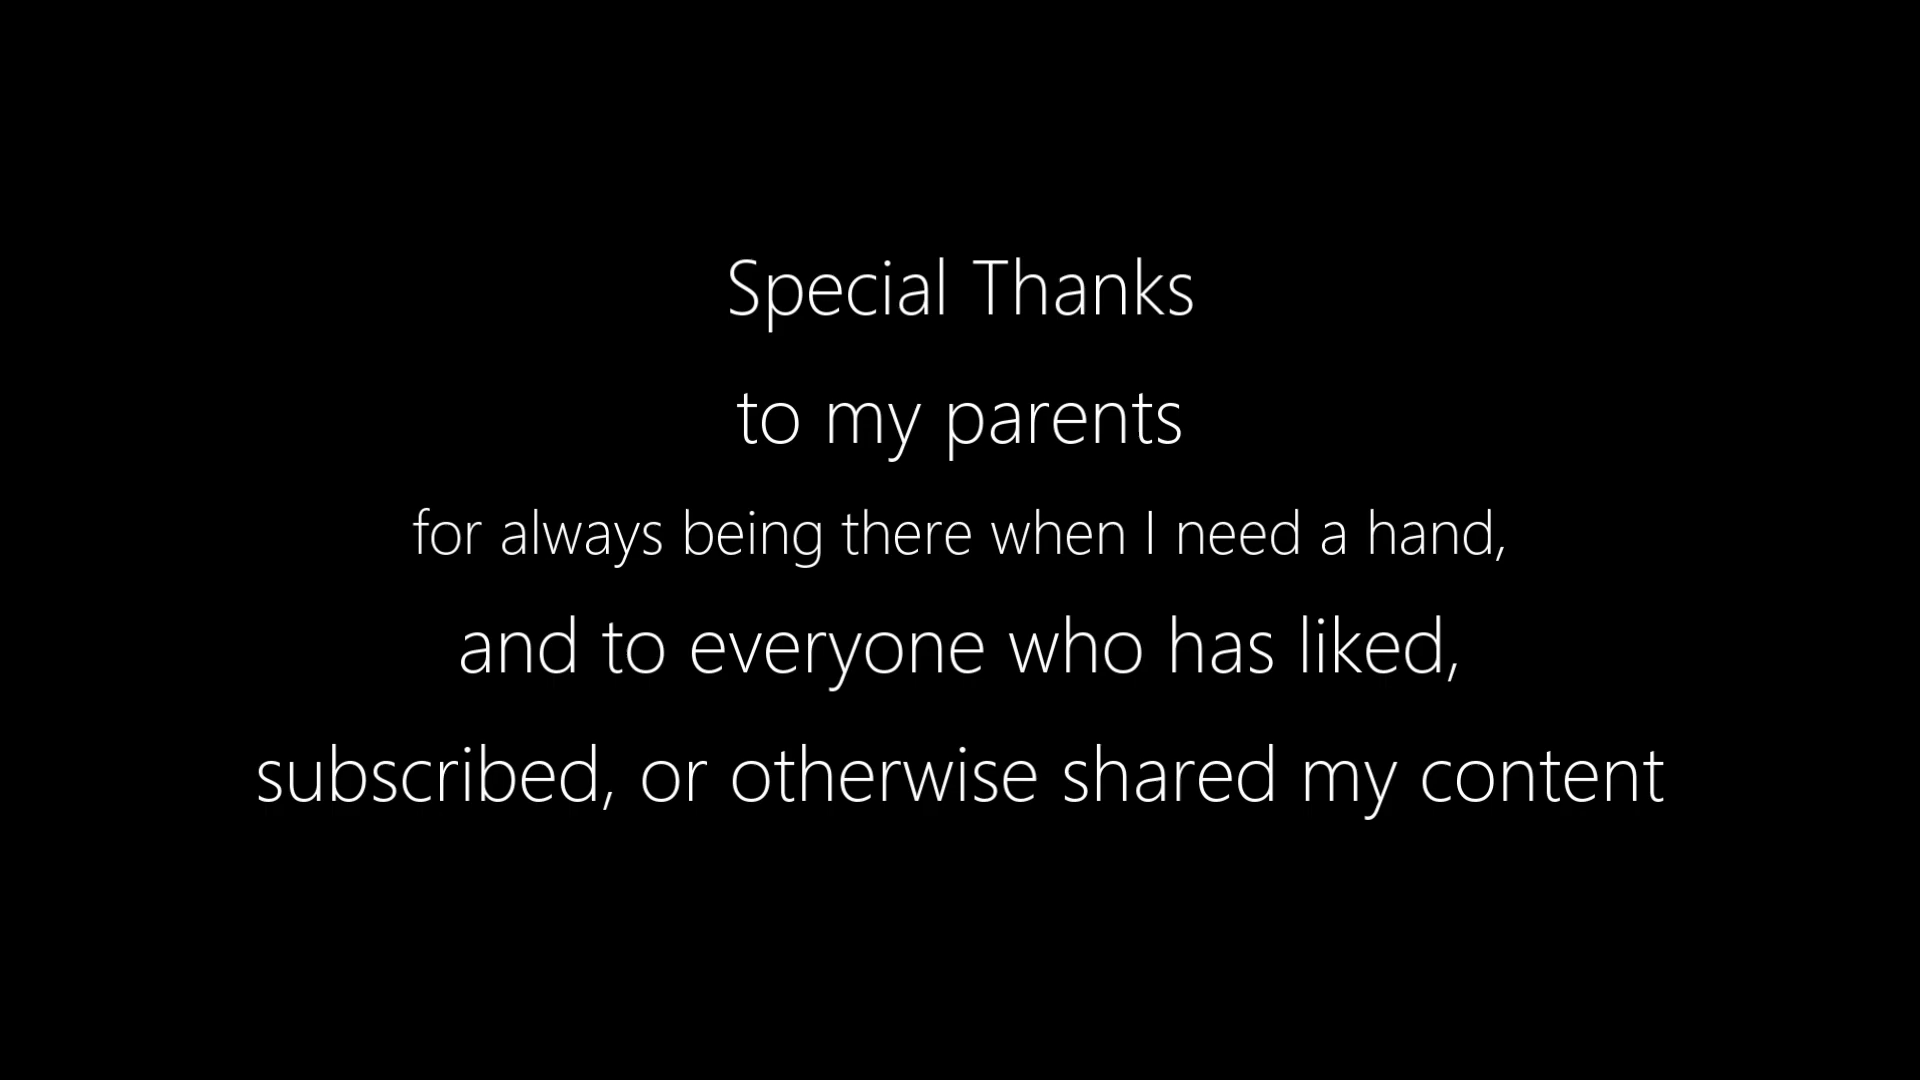 Special Thanks
to my parents
for always being there when I need a hand,
and to everyone who has liked,
subscribed, or otherwise shared my content